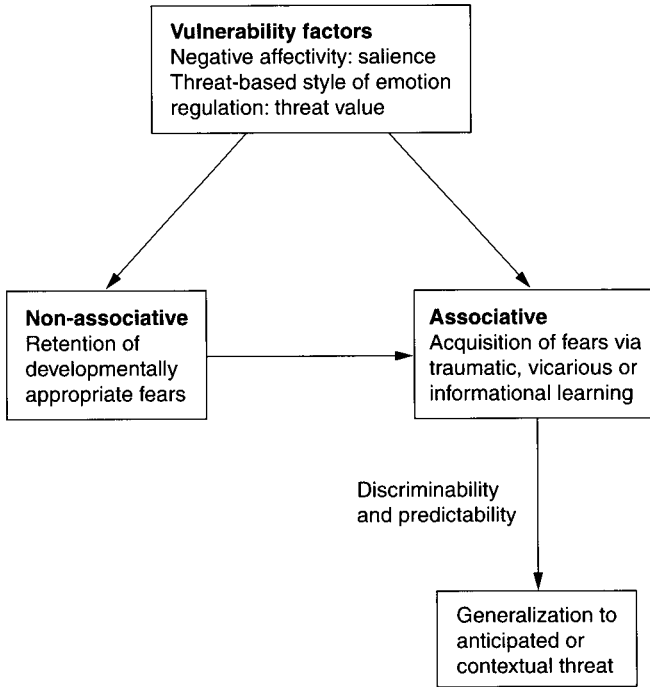 Vulnerability factors
Negative affectivity: salience
Threat-based style of emotion
regulation: threat value
Non-associative
Retention of
developmentally
appropriate fears
Associative
Acquisition of fears via
traumatic, vicarious or
informational learning
Discriminability
and predictability
Generalization to
anticipated or
contextual threat